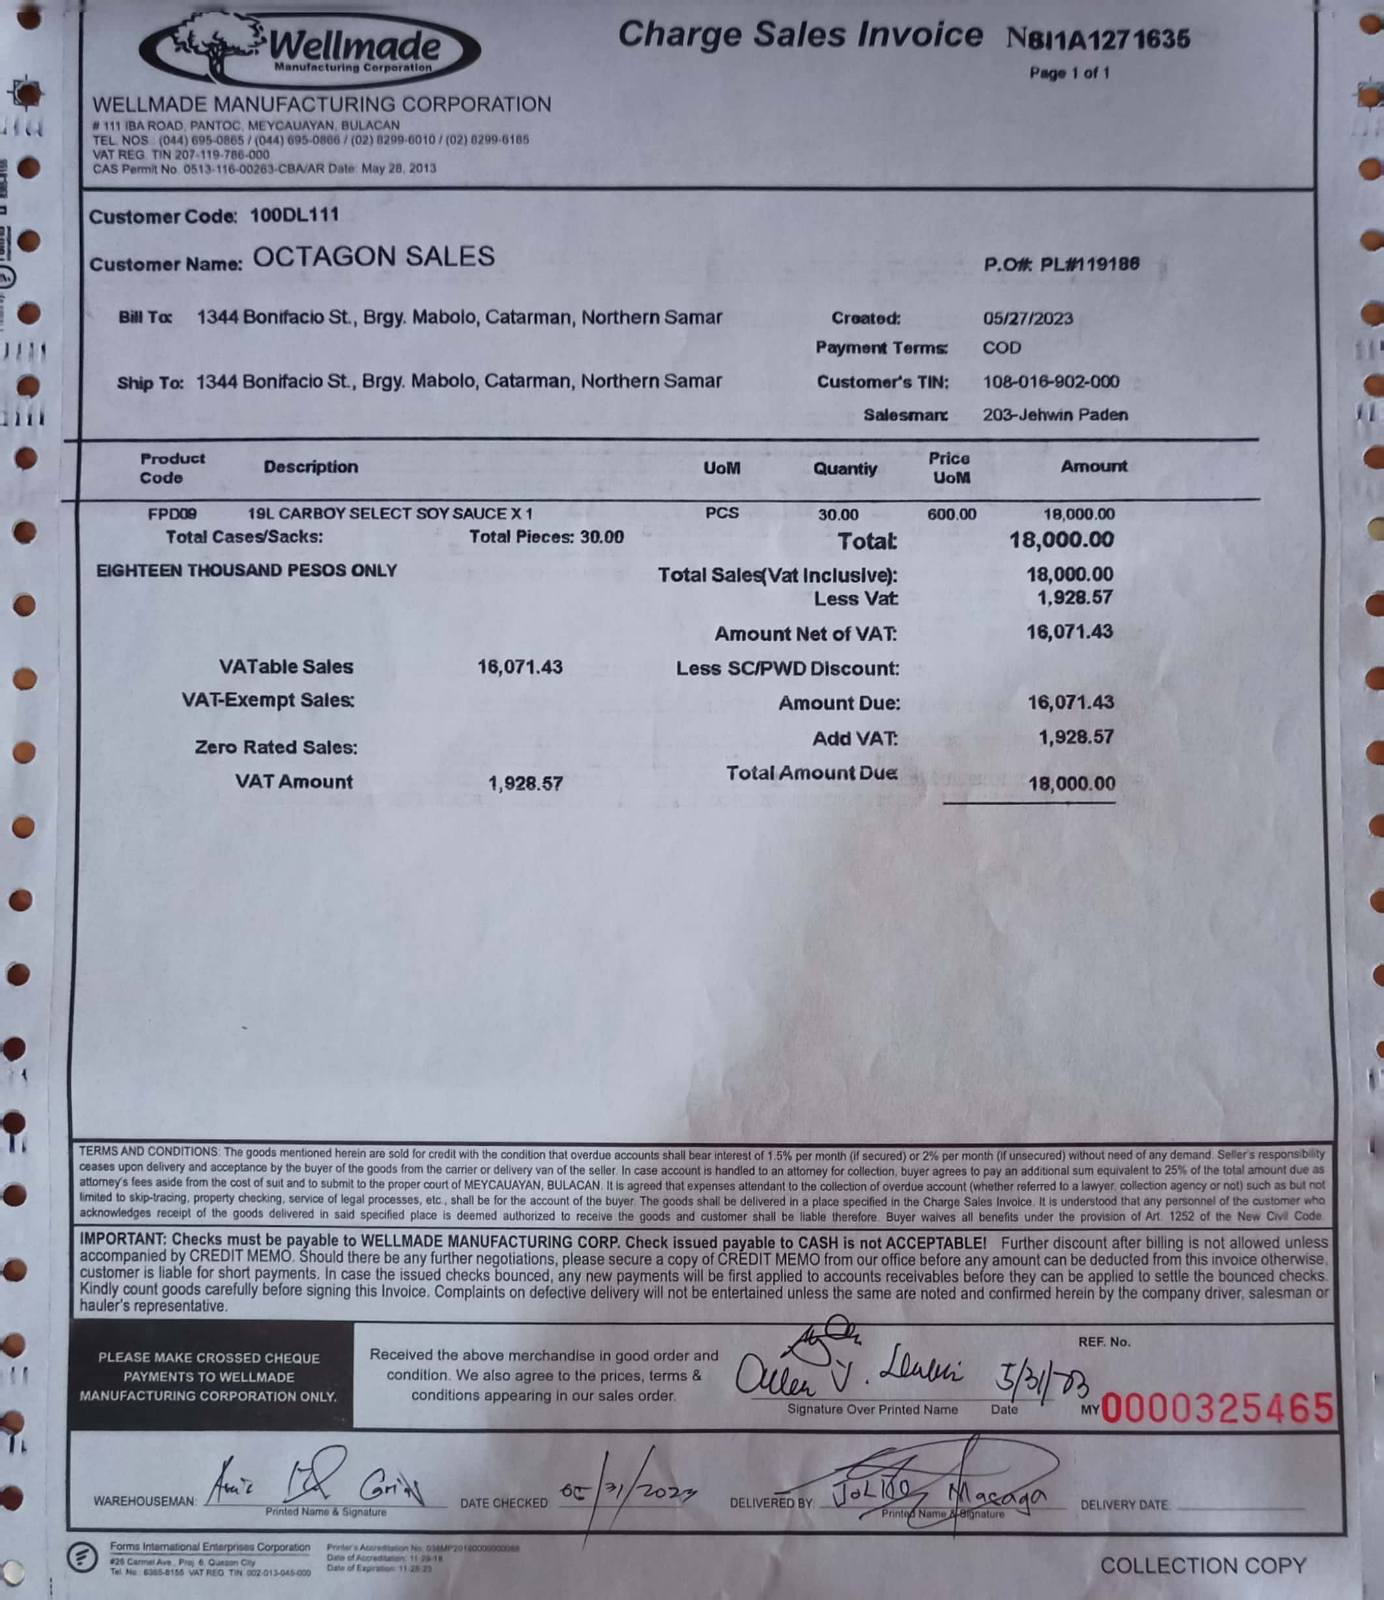 Wellmade
Manufacturing Corporation
Charge Sales Invoice NSI1A1271635
Page 1 of 1
WELLMADE MANUFACTURING CORPORATION
# 111 IBA ROAD, PANTOC, MEYCAUAYAN, BULACAN
TEL. NOS.: (044) 695-0865 / (044) 695-0866 / (02) 8299-6010 / (02) 8299-6185
VAT REG. TIN 207-119-786-000
CAS Permit No. 0513-116-00263-CBA/AR Date: May 28, 2013
Customer Code: 100DL111
Customer Name: OCTAGON SALES
P.O#: PL#119186
Bill To: 1344 Bonifacio St., Brgy. Mabolo, Catarman, Northern Samar
Created: 05/27/2023
Payment Terms: COD
Ship To: 1344 Bonifacio St., Brgy. Mabolo, Catarman, Northern Samar
Customer's TIN: 108-016-902-000
Salesman: 203-Jehwin Paden
Product Code Description UoM Quantiy Price UoM Amount
FPD09 19L CARBOY SELECT SOY SAUCE X 1 PCS 30.00 600.00 18,000.00
Total Cases/Sacks: Total Pieces: 30.00 Total: 18,000.00
EIGHTEEN THOUSAND PESOS ONLY
Total Sales(Vat Inclusive): 18,000.00
Less Vat: 1,928.57
Amount Net of VAT: 16,071.43
VATable Sales 16,071.43 Less SC/PWD Discount:
VAT-Exempt Sales: Amount Due: 16,071.43
Zero Rated Sales: Add VAT: 1,928.57
VAT Amount 1,928.57 Total Amount Due: 18,000.00
TERMS AND CONDITIONS: The goods mentioned herein are sold for credit with the condition that overdue accounts shall bear interest of 1.5% per month (if secured) or 2% per month (if unsecured) without need of any demand. Seller's responsibility
ceases upon delivery and acceptance by the buyer of the goods from the carrier or delivery van of the seller. In case account is handled to an attorney for collection, buyer agrees to pay an additional sum equivalent to 25% of the total amount due as
attorney's fees aside from the cost of suit and to submit to the proper court of MEYCAUAYAN, BULACAN. It is agreed that expenses attendant to the collection of overdue account (whether referred to a lawyer, collection agency or not) such as but not
limited to skip-tracing, property checking, service of legal processes, etc., shall be for the account of the buyer. The goods shall be delivered in a place specified in the Charge Sales Invoice. It is understood that any personnel of the customer who
acknowledges receipt of the goods delivered in said specified place is deemed authorized to receive the goods and customer shall be liable therefore. Buyer waives all benefits under the provision of Art. 1252 of the New Civil Code.
IMPORTANT: Checks must be payable to WELLMADE MANUFACTURING CORP. Check issued payable to CASH is not ACCEPTABLE! Further discount after billing is not allowed unless
accompanied by CREDIT MEMO. Should there be any further negotiations, please secure a copy of CREDIT MEMO from our office before any amount can be deducted from this invoice otherwise,
customer is liable for short payments. In case the issued checks bounced, any new payments will be first applied to accounts receivables before they can be applied to settle the bounced checks.
Kindly count goods carefully before signing this Invoice. Complaints on defective delivery will not be entertained unless the same are noted and confirmed herein by the company driver, salesman or
hauler's representative.
PLEASE MAKE CROSSED CHEQUE
PAYMENTS TO WELLMADE
MANUFACTURING CORPORATION ONLY.
Received the above merchandise in good order and
condition. We also agree to the prices, terms &
conditions appearing in our sales order.
5/31/23
Signature Over Printed Name Date
REF. No.
MY0000325465
WAREHOUSEMAN:
Printed Name & Signature
DATE CHECKED 05/31/2023
DELIVERED BY: JOLITO Macaga
Printed Name & Signature
DELIVERY DATE:
Forms International Enterprises Corporation
#26 Carmel Ave., Proj. 6, Quezon City
Tel. No.: 6365-8155 VAT REG. TIN 002-013-045-000
Date of Accreditation: 11-29-18
Date of Expiration: 11-28-23
COLLECTION COPY